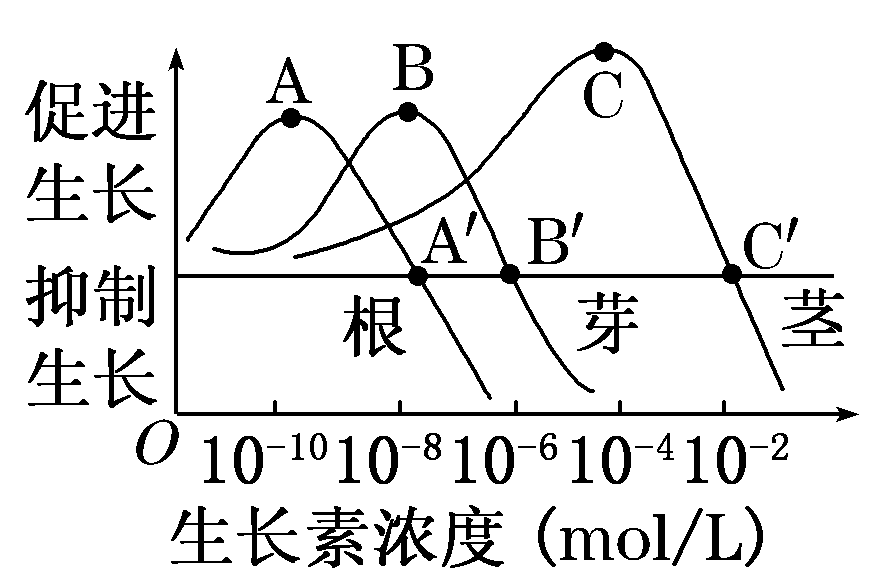 促进
生长
抑制
生长
A
B
C
A′
B′
C′
根
芽
茎
O
10⁻¹⁰ 10⁻⁸ 10⁻⁶ 10⁻⁴ 10⁻²
生长素浓度 (mol/L)